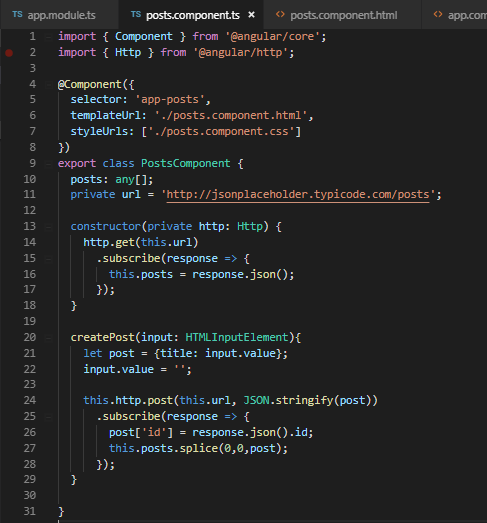 app.module.ts posts.component.ts × posts.component.html app.com
1 import { Component } from '@angular/core';
2 import { Http } from '@angular/http';
3
4 @Component({
5 selector: 'app-posts',
6 templateUrl: './posts.component.html',
7 styleUrls: ['./posts.component.css']
8 })
9 export class PostsComponent {
10 posts: any[];
11 private url = 'http://jsonplaceholder.typicode.com/posts';
12
13 constructor(private http: Http) {
14 http.get(this.url)
15 .subscribe(response => {
16 this.posts = response.json();
17 });
18 }
19
20 createPost(input: HTMLInputElement){
21 let post = {title: input.value};
22 input.value = '';
23
24 this.http.post(this.url, JSON.stringify(post))
25 .subscribe(response => {
26 post['id'] = response.json().id;
27 this.posts.splice(0,0,post);
28 });
29 }
30
31 }